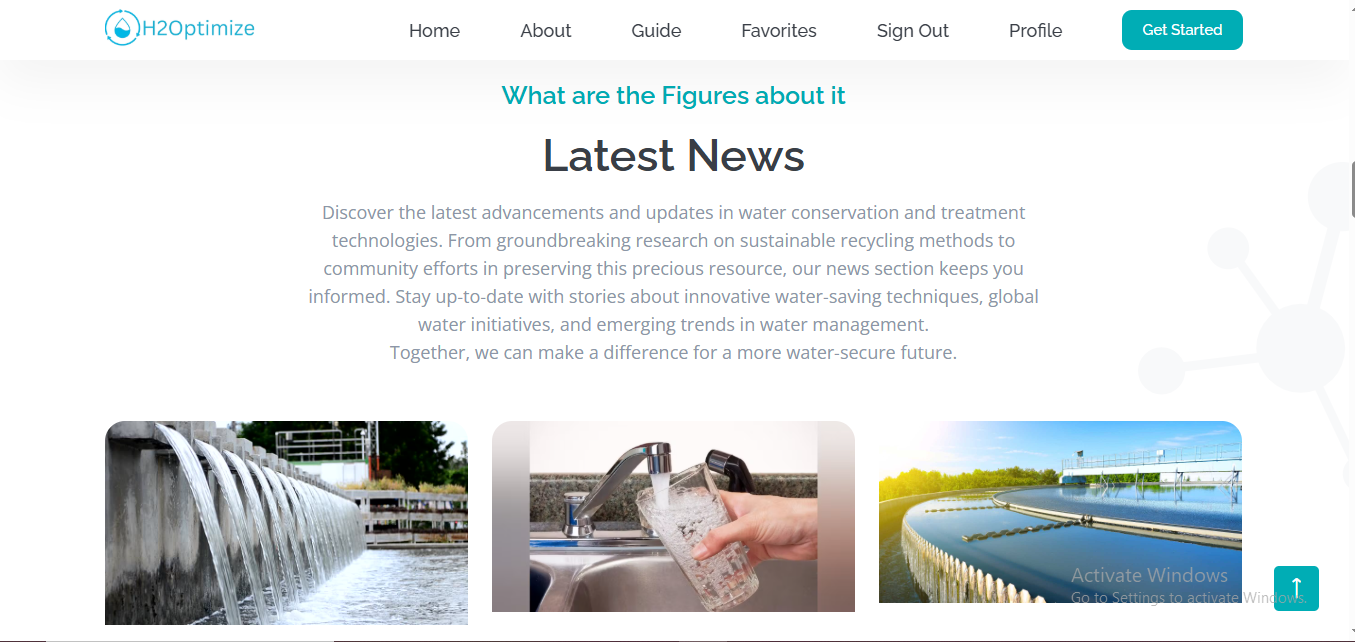 H2Optimize
Home
About
Guide
Favorites
Sign Out
Profile
Get Started
What are the Figures about it
Latest News
Discover the latest advancements and updates in water conservation and treatment
technologies. From groundbreaking research on sustainable recycling methods to
community efforts in preserving this precious resource, our news section keeps you
informed. Stay up-to-date with stories about innovative water-saving techniques, global
water initiatives, and emerging trends in water management.
Together, we can make a difference for a more water-secure future.
Activate Windows
Go to Settings to activate Windows.